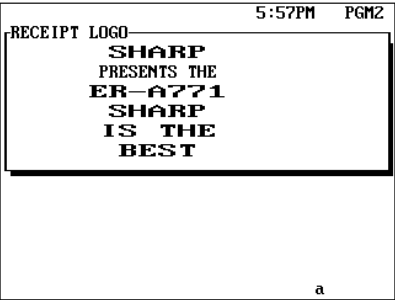 5:57PM PGM2
RECEIPT LOGO
SHARP
PRESENTS THE
ER-A771
SHARP
IS THE
BEST
a